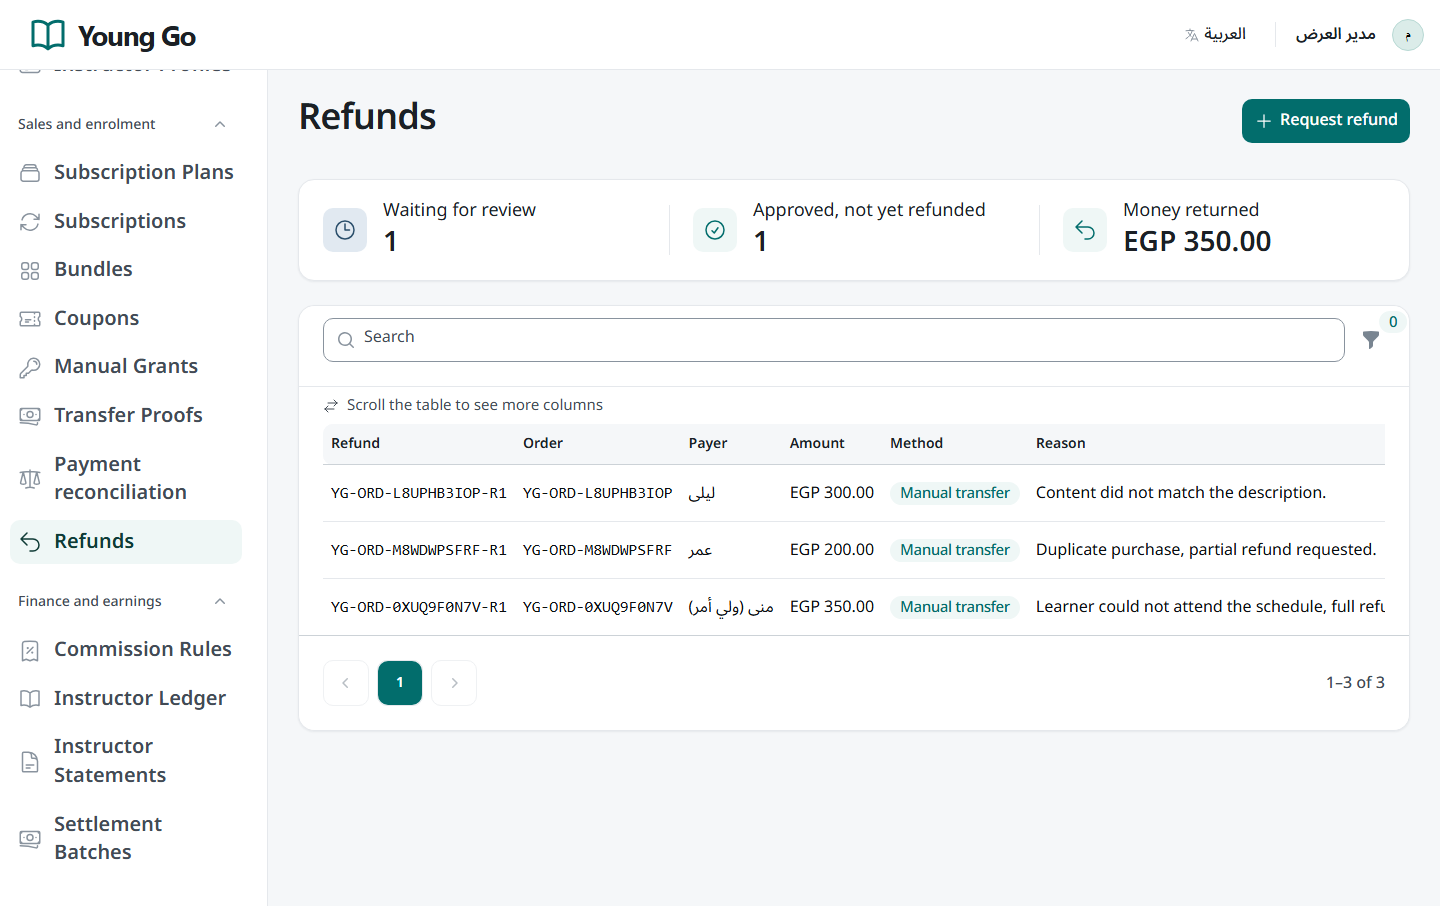 Young Go
العربية
مدير العرض
م
Instructor Profiles
Sales and enrolment
Subscription Plans
Subscriptions
Bundles
Coupons
Manual Grants
Transfer Proofs
Payment
reconciliation
Refunds
Finance and earnings
Commission Rules
Instructor Ledger
Instructor
Statements
Settlement
Batches
Refunds
Request refund
Waiting for review
1
Approved, not yet refunded
1
Money returned
EGP 350.00
Search
0
Scroll the table to see more columns
Refund Order Payer Amount Method Reason
YG-ORD-L8UPHB3IOP-R1 YG-ORD-L8UPHB3IOP ليلى EGP 300.00 Manual transfer Content did not match the description.
YG-ORD-M8WDWPSFRF-R1 YG-ORD-M8WDWPSFRF عمر EGP 200.00 Manual transfer Duplicate purchase, partial refund requested.
YG-ORD-0XUQ9F0N7V-R1 YG-ORD-0XUQ9F0N7V منى (ولي أمر) EGP 350.00 Manual transfer Learner could not attend the schedule, full refu
1
1–3 of 3